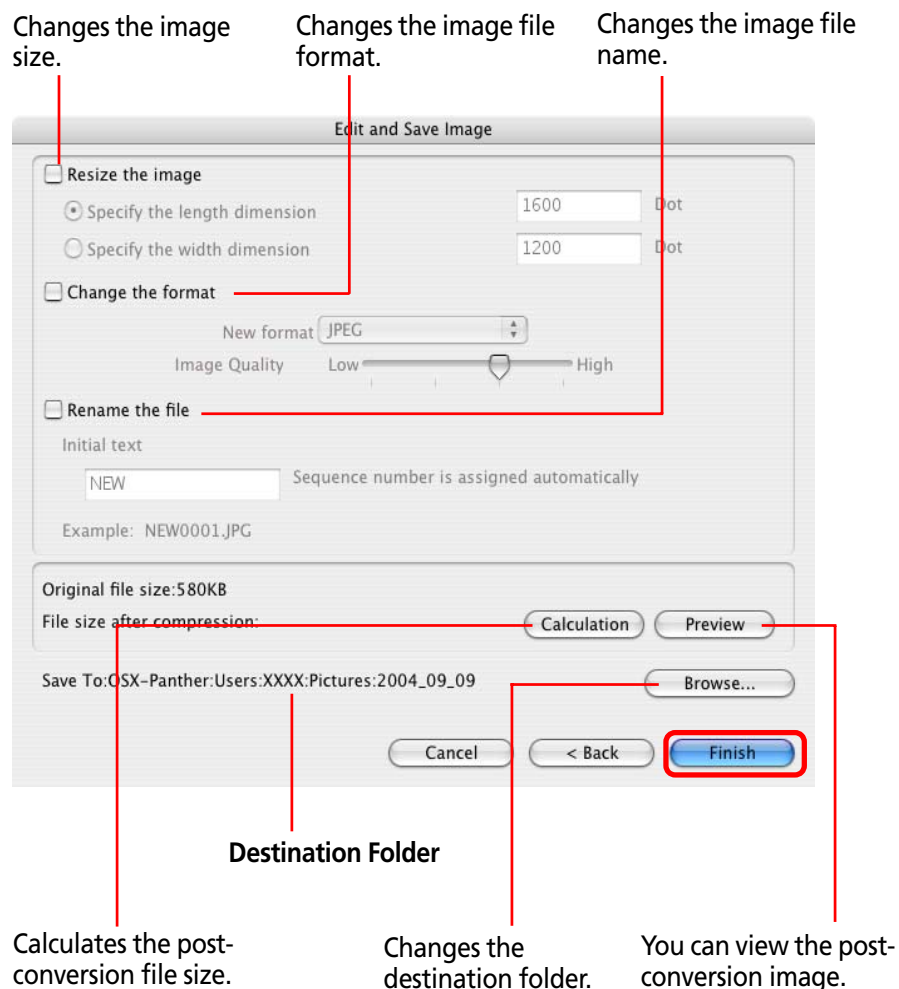 Changes the image size.
Changes the image file format.
Changes the image file name.
Edit and Save Image
Resize the image
Specify the length dimension 1600 Dot
Specify the width dimension 1200 Dot
Change the format
New format JPEG
Image Quality Low High
Rename the file
Initial text
NEW Sequence number is assigned automatically
Example: NEW0001.JPG
Original file size:580KB
File size after compression: Calculation Preview
Save To:OSX-Panther:Users:XXXX:Pictures:2004_09_09 Browse...
Cancel < Back Finish
Destination Folder
Calculates the post-
conversion file size.
Changes the
destination folder.
You can view the post-
conversion image.